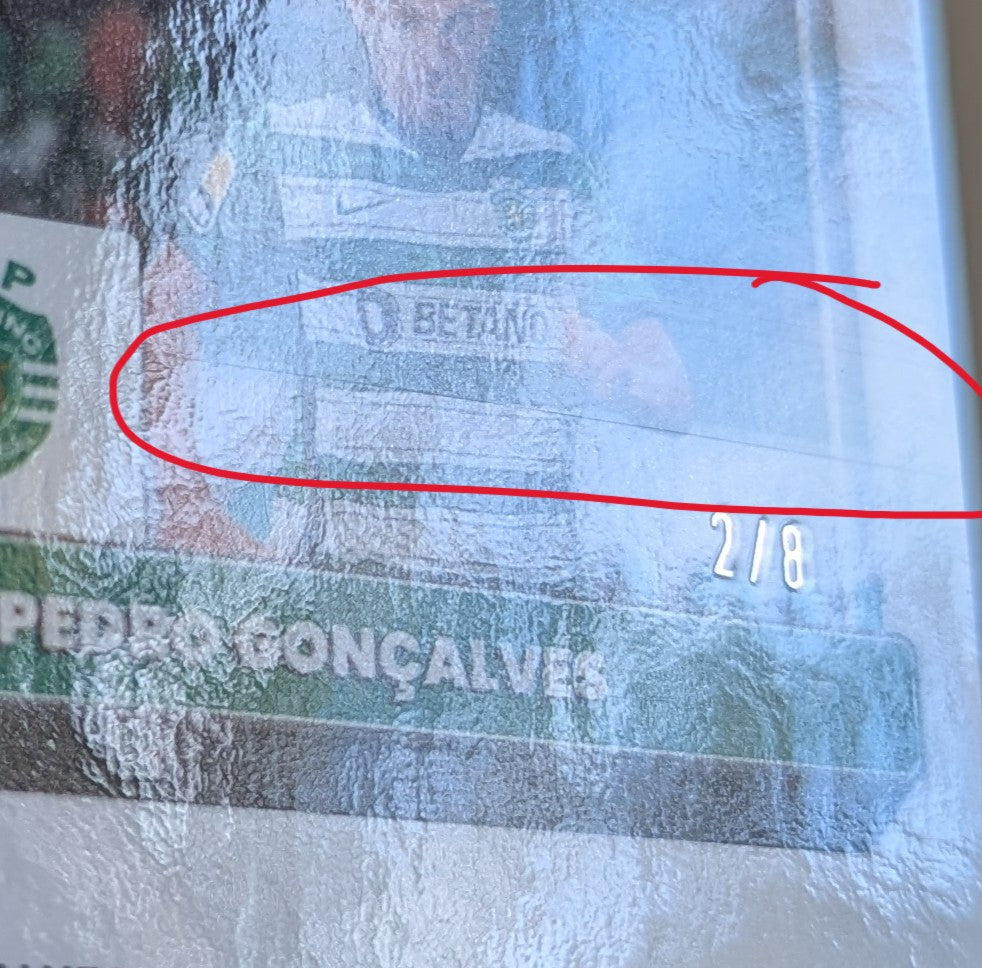 P
BETANO
2/8
PEDRO GONÇALVES